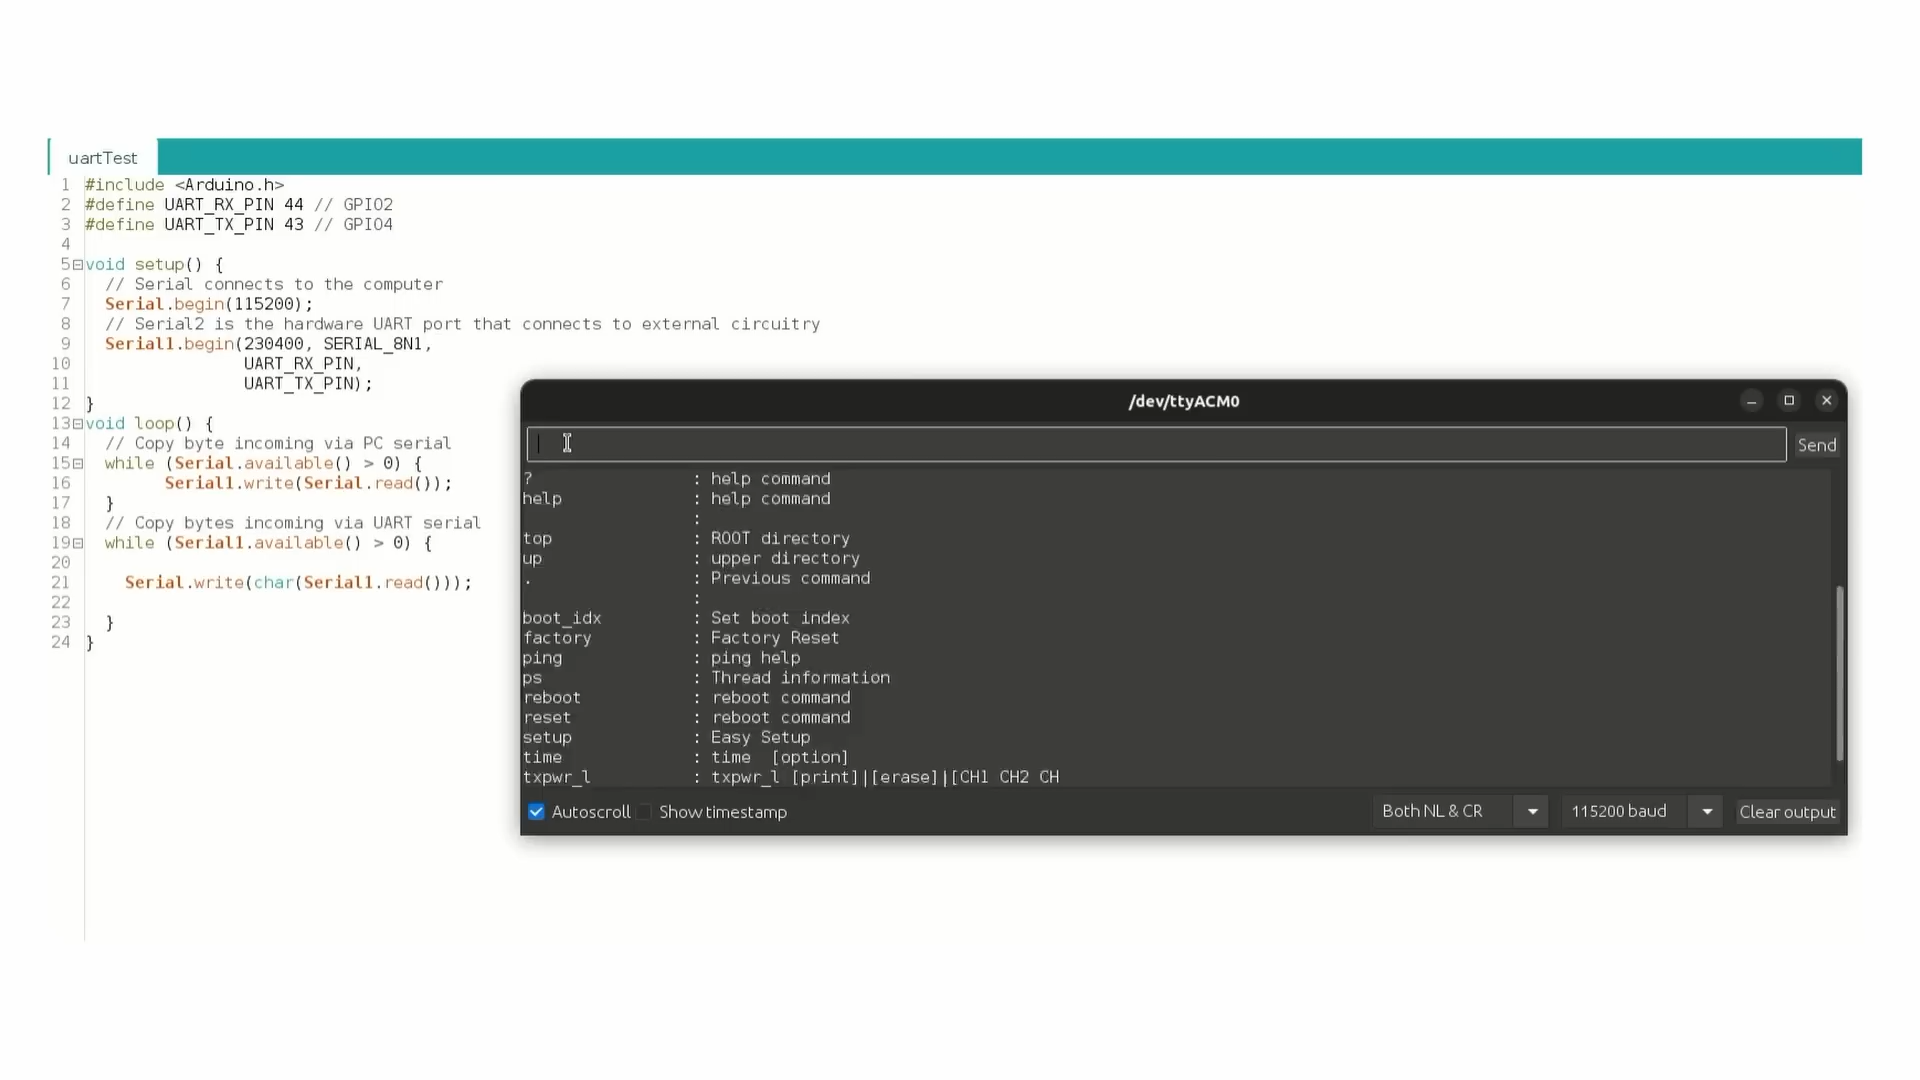 uartTest
1 #include <Arduino.h>
2 #define UART_RX_PIN 44 // GPIO2
3 #define UART_TX_PIN 43 // GPIO4
4
5 void setup() {
6 // Serial connects to the computer
7 Serial.begin(115200);
8 // Serial2 is the hardware UART port that connects to external circuitry
9 Serial1.begin(230400, SERIAL_8N1,
10 UART_RX_PIN,
11 UART_TX_PIN);
12 }
13 void loop() {
14 // Copy byte incoming via PC serial
15 while (Serial.available() > 0) {
16 Serial1.write(Serial.read());
17 }
18 // Copy bytes incoming via UART serial
19 while (Serial1.available() > 0) {
20
21 Serial.write(char(Serial1.read()));
22
23 }
24 }
/dev/ttyACM0
Send
? : help command
help : help command
:
top : ROOT directory
up : upper directory
. : Previous command
:
boot_idx : Set boot index
factory : Factory Reset
ping : ping help
ps : Thread information
reboot : reboot command
reset : reboot command
setup : Easy Setup
time : time [option]
txpwr_l : txpwr_l [print]|[erase]|[CH1 CH2 CH
Autoscroll Show timestamp Both NL & CR 115200 baud Clear output